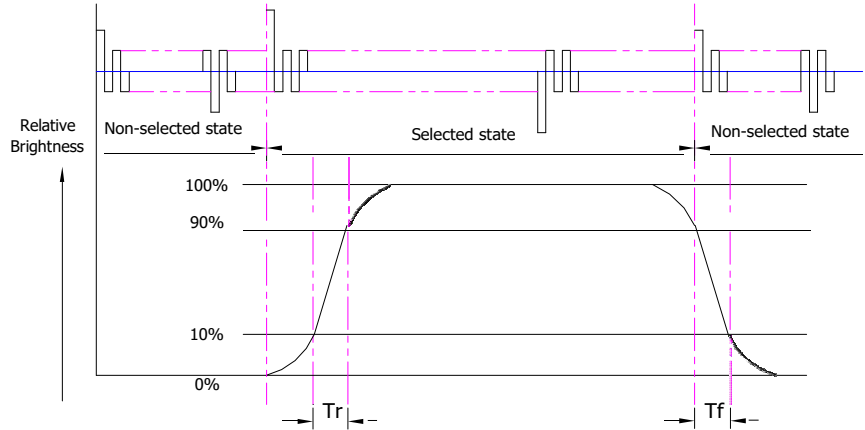 Non-selected state
Selected state
Non-selected state
Relative
Brightness
100%
90%
10%
0%
Tr
Tf